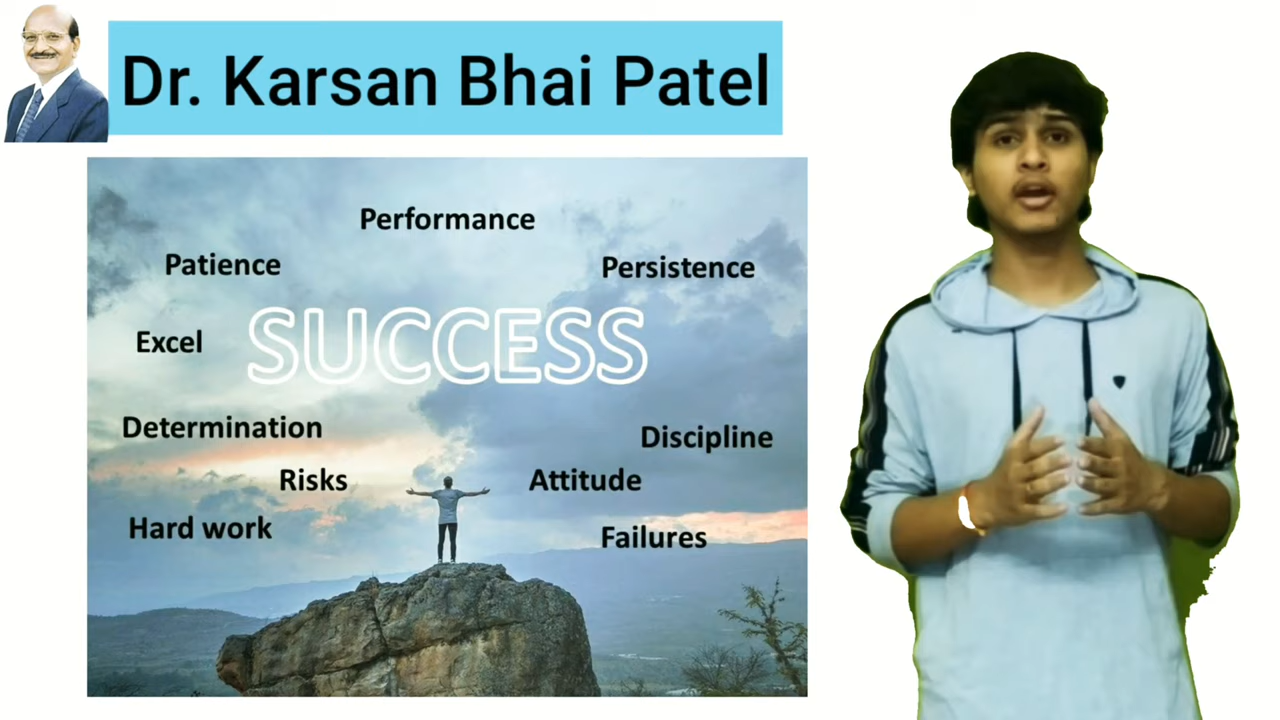 Dr. Karsan Bhai Patel
Performance
Patience
Persistence
Excel
SUCCESS
Determination
Discipline
Risks
Attitude
Hard work
Failures